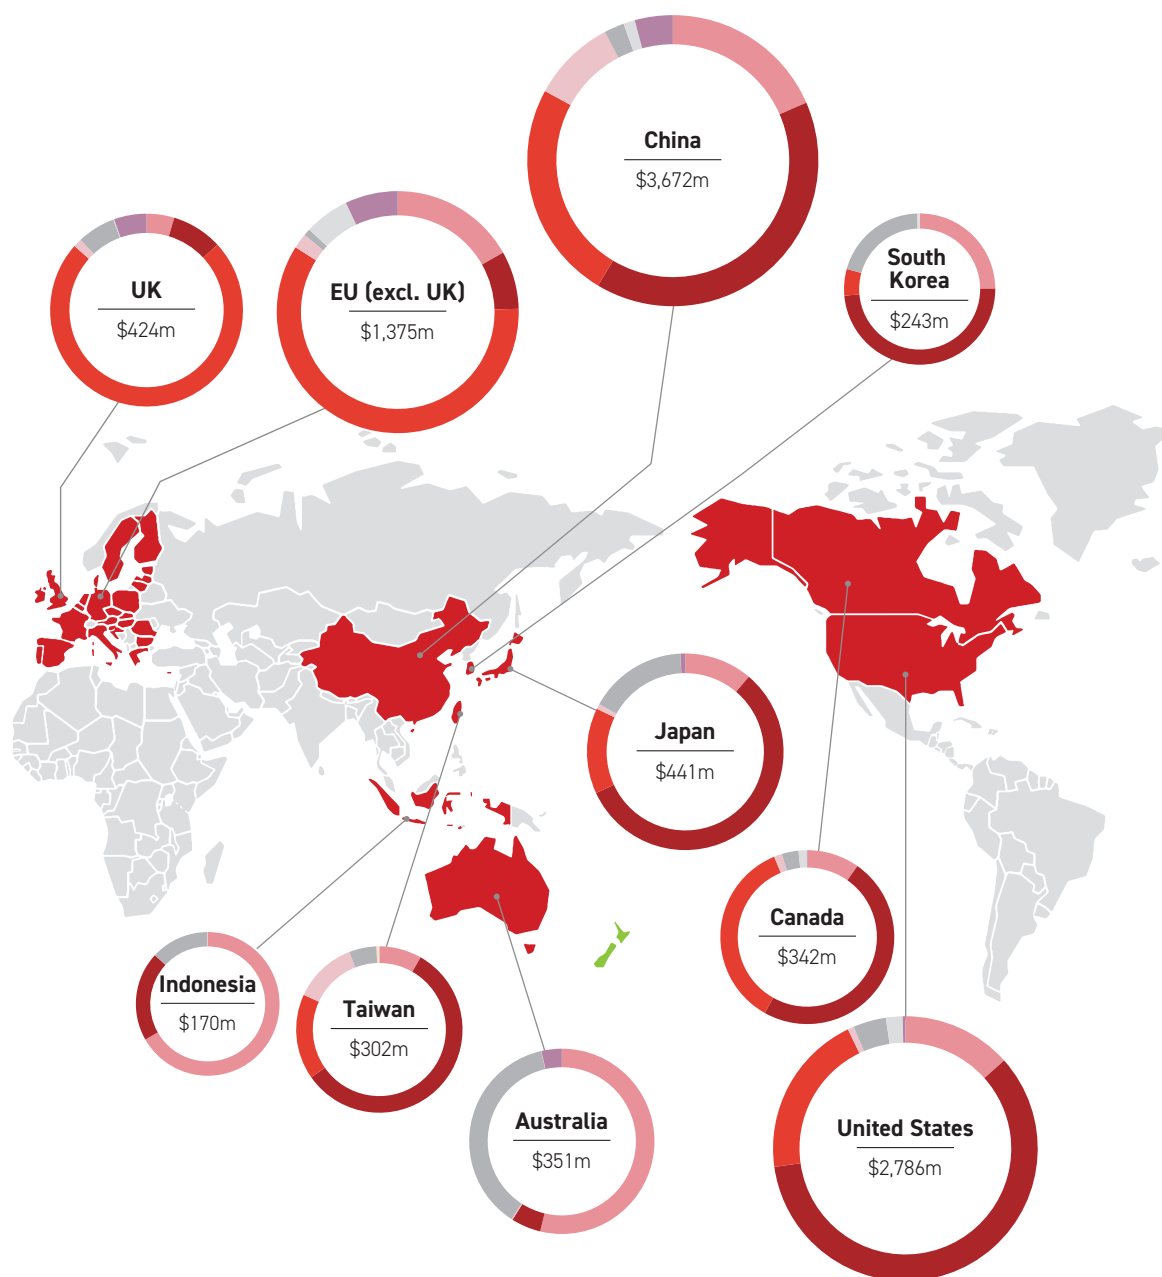 China
$3,672m
UK
$424m
EU (excl. UK)
$1,375m
South
Korea
$243m
Japan
$441m
Canada
$342m
Indonesia
$170m
Taiwan
$302m
Australia
$351m
United States
$2,786m